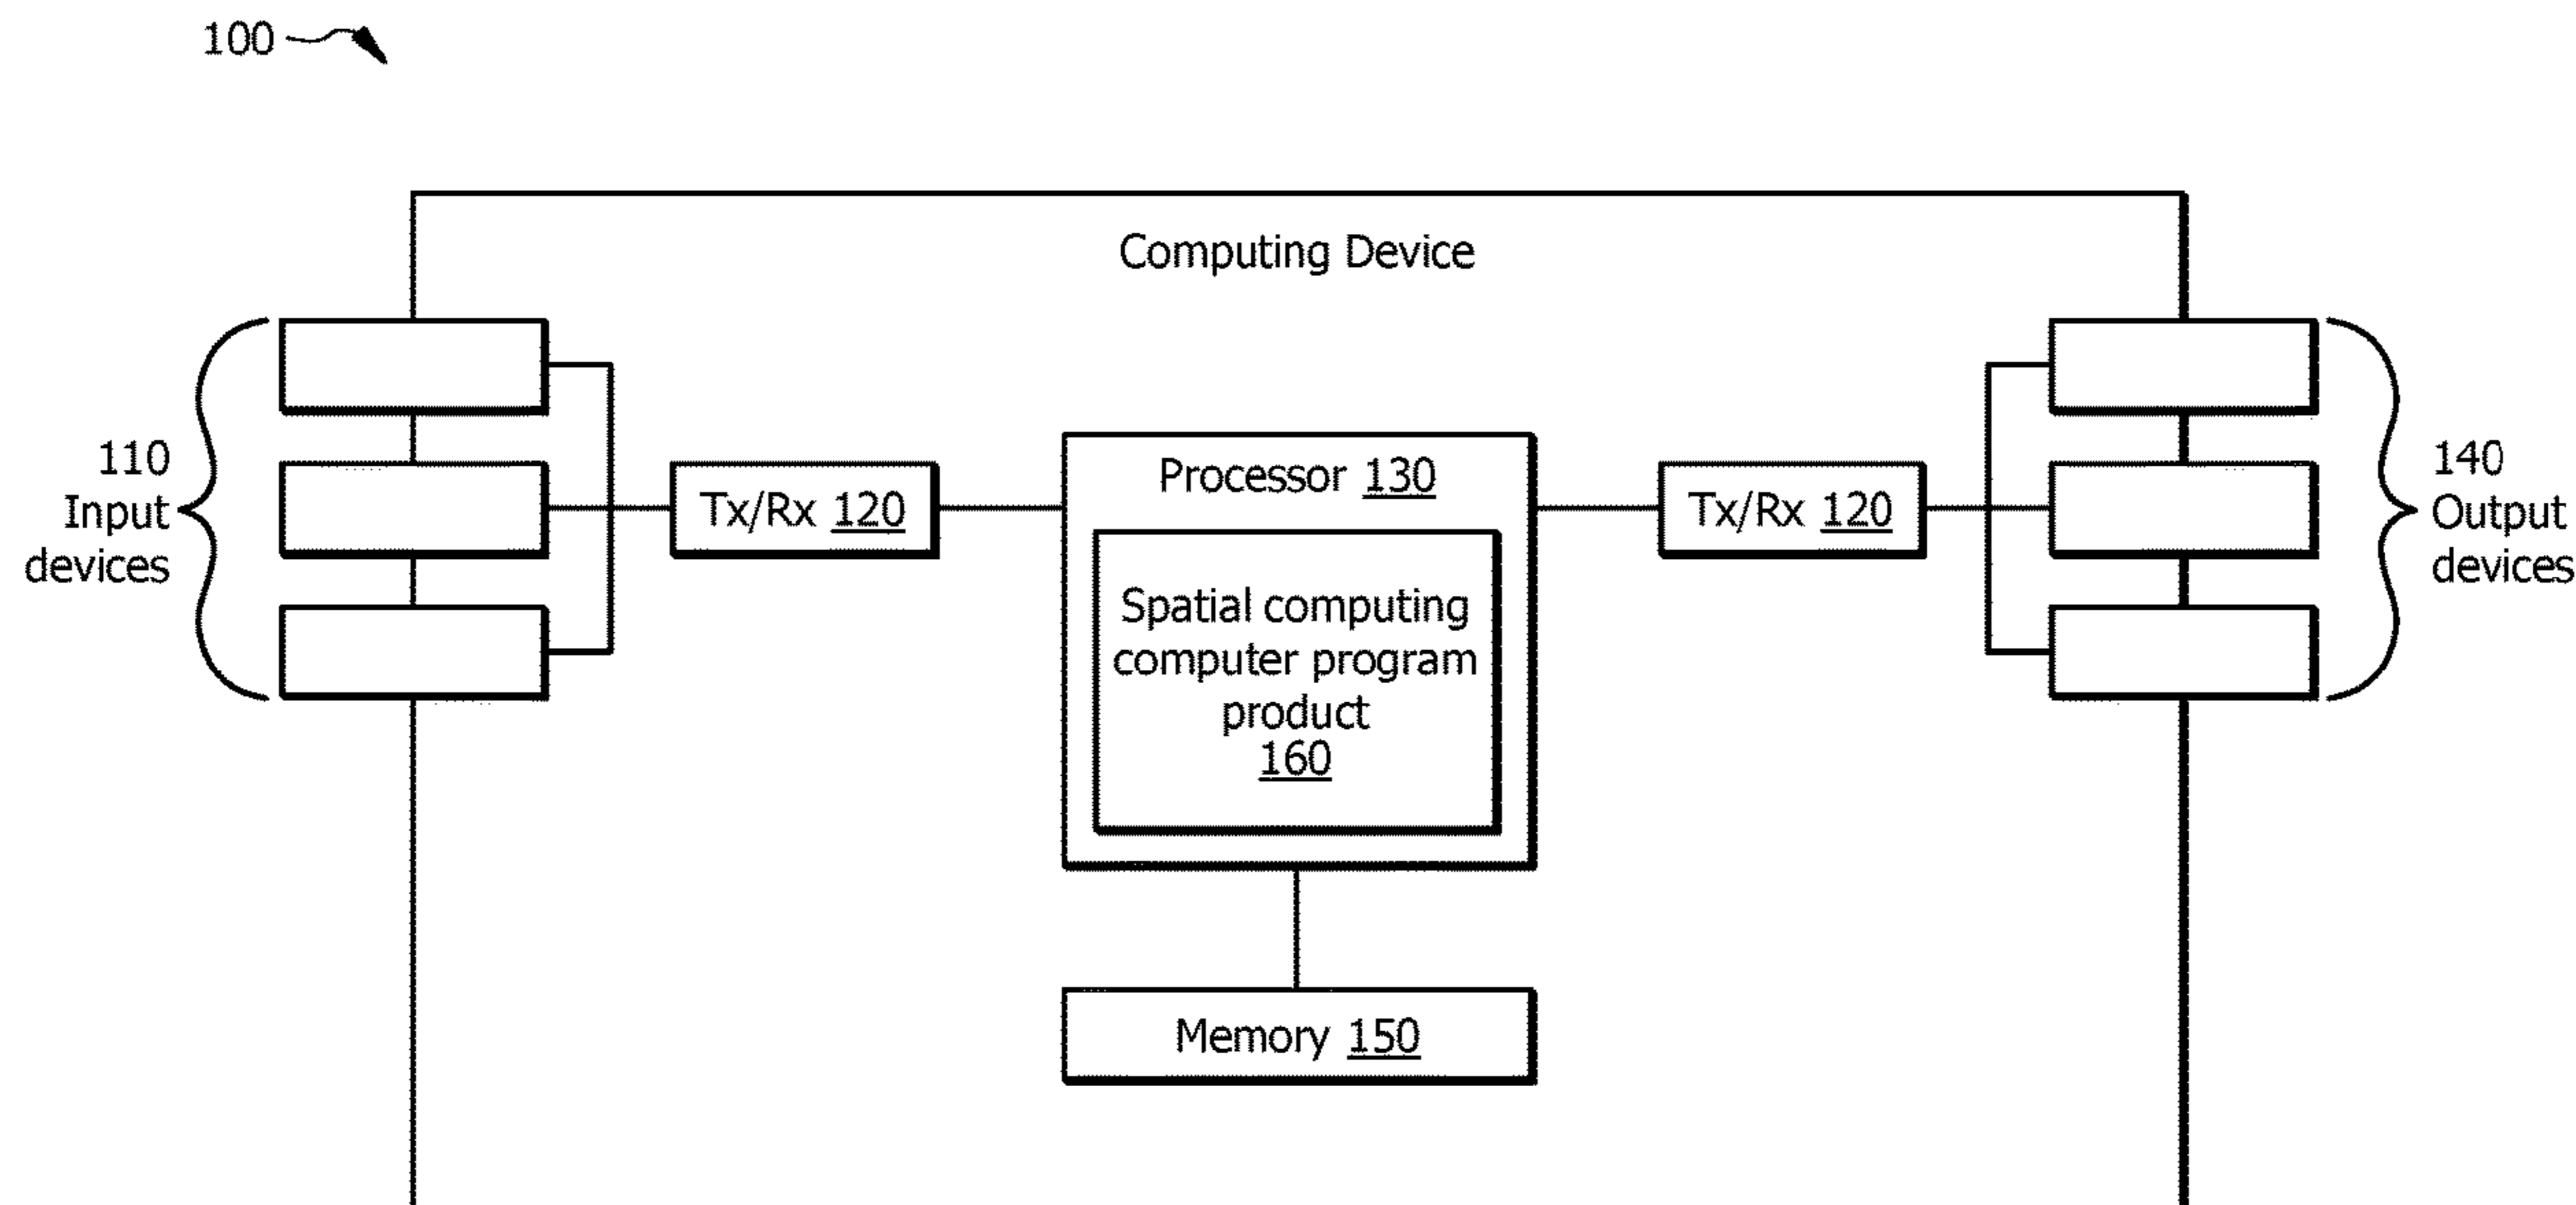 100
Computing Device
110
Input
devices
Tx/Rx 120
Processor 130
Spatial computing
computer program
product
160
Tx/Rx 120
140
Output
devices
Memory 150